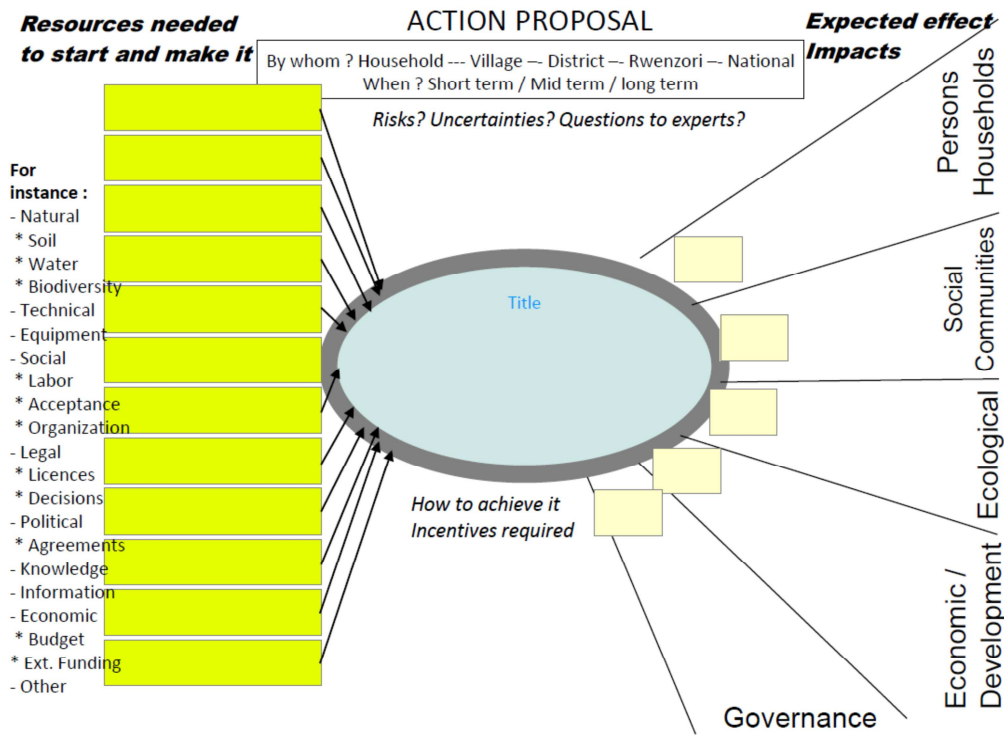 Resources needed
to start and make it
ACTION PROPOSAL
By whom ? Household --- Village –- District –- Rwenzori –- National
When ? Short term / Mid term / long term
Risks? Uncertainties? Questions to experts?
Expected effect
Impacts
For
instance :
- Natural
* Soil
* Water
* Biodiversity
- Technical
- Equipment
- Social
* Labor
* Acceptance
* Organization
- Legal
* Licences
* Decisions
- Political
* Agreements
- Knowledge
- Information
- Economic
* Budget
* Ext. Funding
- Other
Title
How to achieve it
Incentives required
Persons
Households
Social
Communities
Ecological
Economic /
Development
Governance